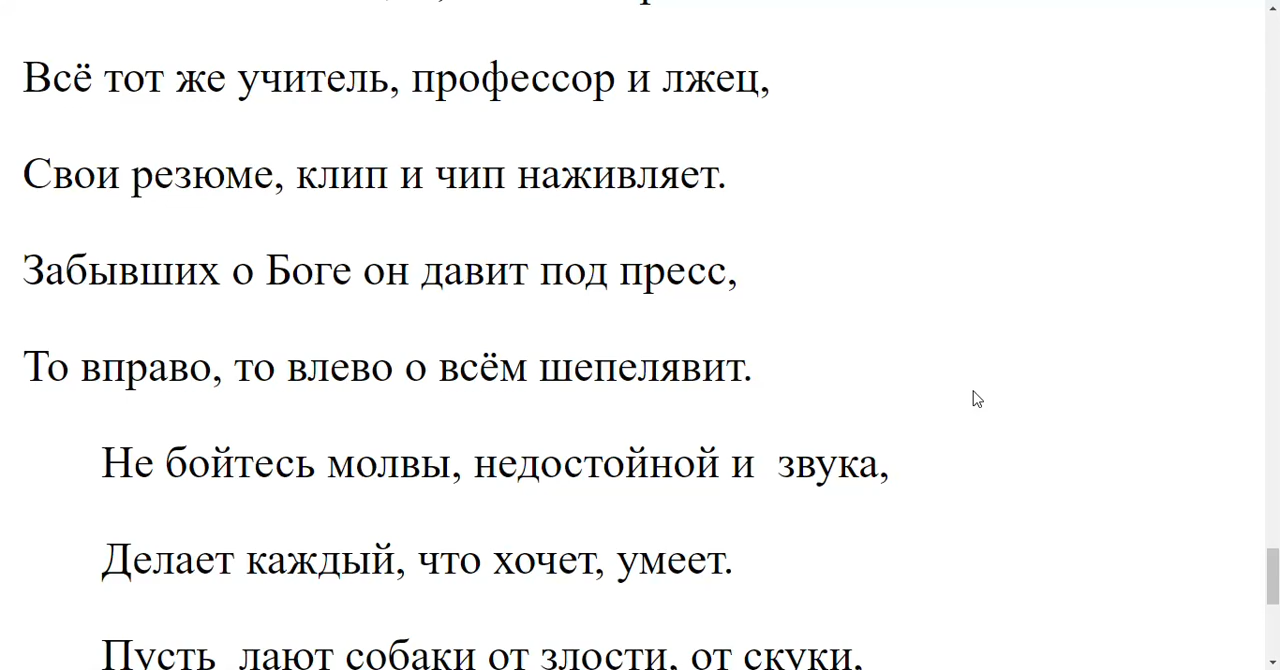 Всё тот же учитель, профессор и лжец,
Свои резюме, клип и чип наживляет.
Забывших о Боге он давит под пресс,
То вправо, то влево о всём шепелявит.
Не бойтесь молвы, недостойной и  звука,
Делает каждый, что хочет, умеет.
Пусть  лают собаки от злости, от скуки,